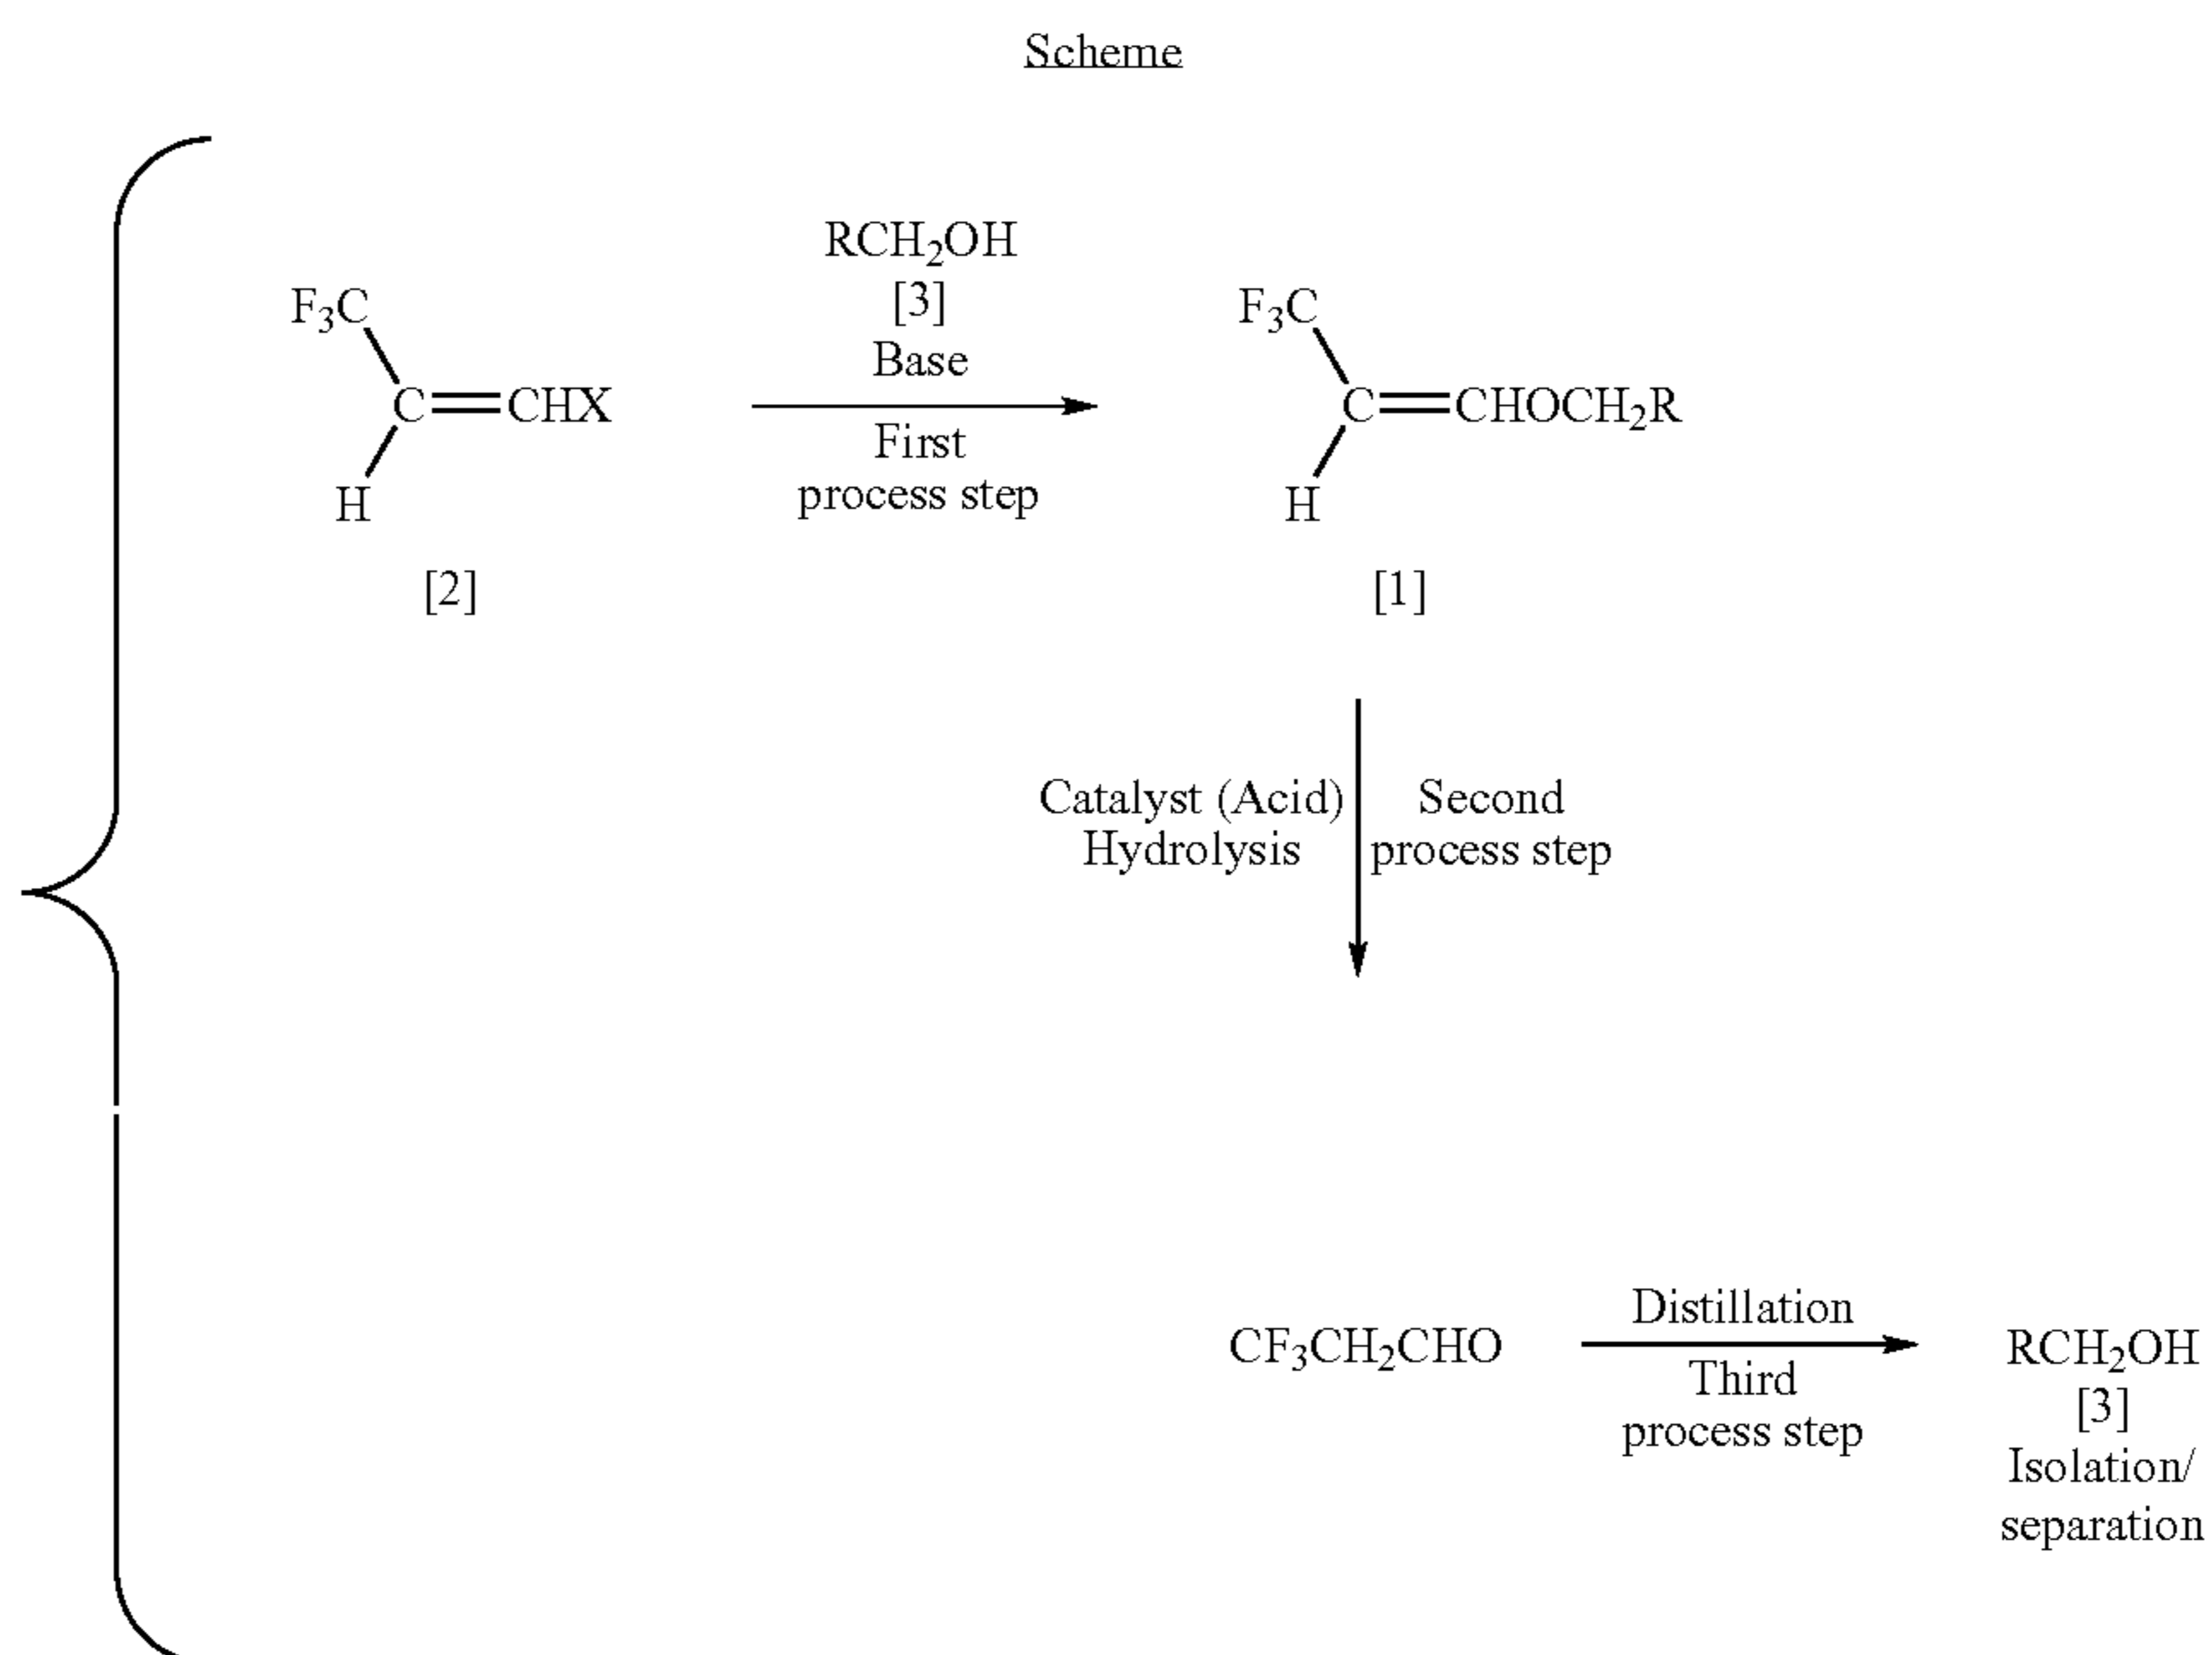 Scheme
RCH₂OH
[3]
Base
F₃C
C=CHX
H
First
process step
[2]
F₃C
C=CHOCH₂R
H
[1]
Catalyst (Acid)
Hydrolysis
Second
process step
CF₃CH₂CHO
Distillation
Third
process step
RCH₂OH
[3]
Isolation/
separation